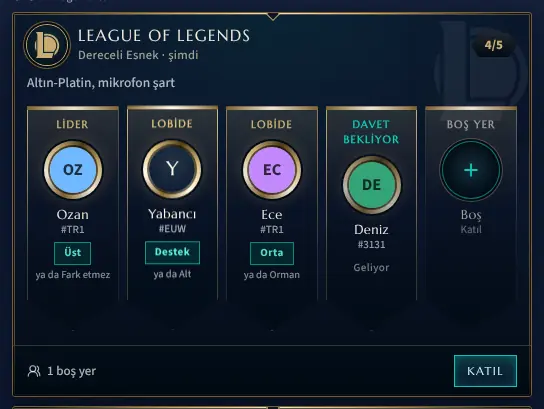 LEAGUE OF LEGENDS
Dereceli Esnek · şimdi
4/5
Altın-Platin, mikrofon şart
LİDER
OZ
Ozan
#TR1
Üst
ya da Fark etmez
LOBİDE
Y
Yabancı
#EUW
Destek
ya da Alt
LOBİDE
EC
Ece
#TR1
Orta
ya da Orman
DAVET
BEKLİYOR
DE
Deniz
#3131
Geliyor
BOŞ YER
+
Boş
Katıl
1 boş yer
KATIL